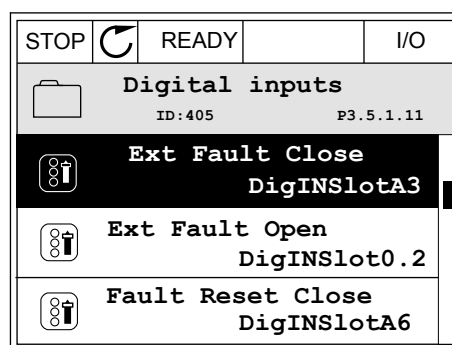 STOP READY I/O
Digital inputs
ID:405 P3.5.1.11
Ext Fault Close
DigINSlotA3
Ext Fault Open
DigINSlot0.2
Fault Reset Close
DigINSlotA6